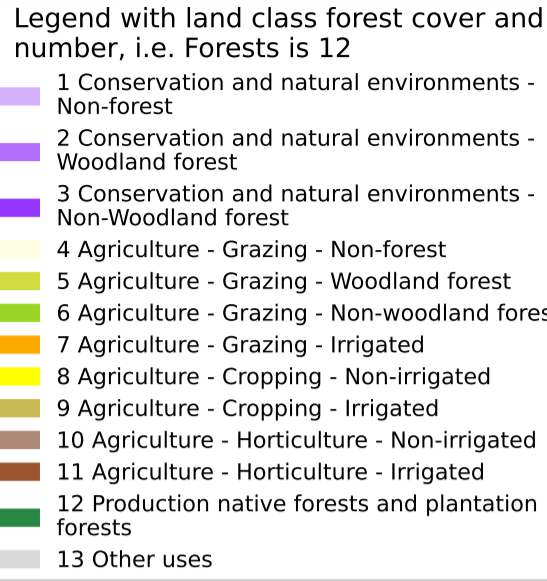 Legend with land class forest cover and
number, i.e. Forests is 12
1 Conservation and natural environments -
Non-forest
2 Conservation and natural environments -
Woodland forest
3 Conservation and natural environments -
Non-Woodland forest
4 Agriculture - Grazing - Non-forest
5 Agriculture - Grazing - Woodland forest
6 Agriculture - Grazing - Non-woodland fores
7 Agriculture - Grazing - Irrigated
8 Agriculture - Cropping - Non-irrigated
9 Agriculture - Cropping - Irrigated
10 Agriculture - Horticulture - Non-irrigated
11 Agriculture - Horticulture - Irrigated
12 Production native forests and plantation
forests
13 Other uses